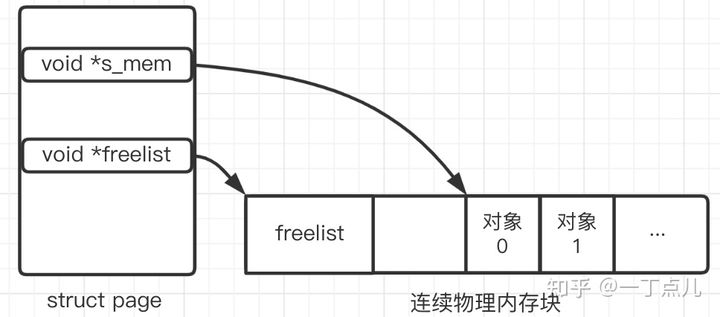 void *s_mem
void *freelist
freelist
对象
0
对象
1
...
struct page
连续物理内存块
知乎 @一丁点儿